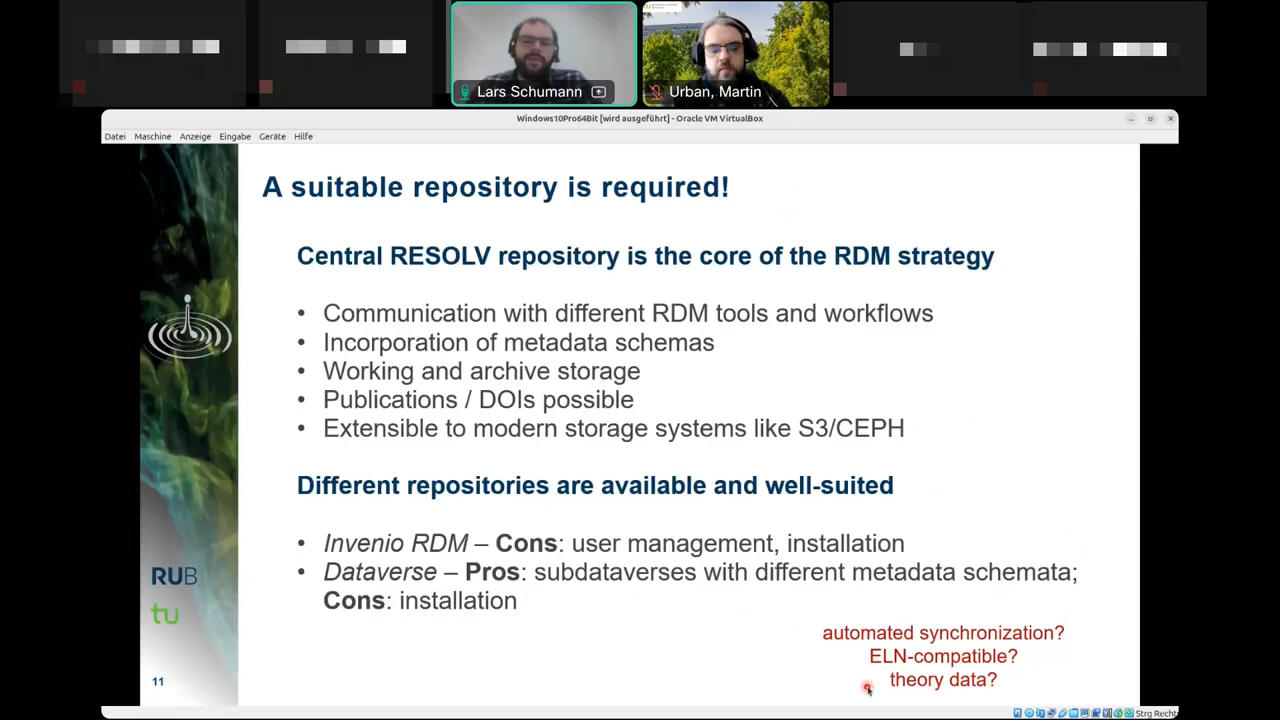 Lars Schumann
Urban, Martin
Windows10Pro64Bit [wird ausgeführt] - Oracle VM VirtualBox
Datei Maschine Anzeige Eingabe Geräte Hilfe
A suitable repository is required!
Central RESOLV repository is the core of the RDM strategy
• Communication with different RDM tools and workflows
• Incorporation of metadata schemas
• Working and archive storage
• Publications / DOIs possible
• Extensible to modern storage systems like S3/CEPH
Different repositories are available and well-suited
• Invenio RDM – Cons: user management, installation
• Dataverse – Pros: subdataverses with different metadata schemata;
Cons: installation
automated synchronization?
ELN-compatible?
theory data?
RUB
tu
11
Strg Recht